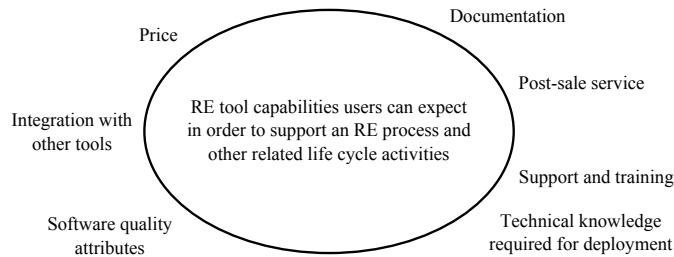 Documentation
Price
Post-sale service
RE tool capabilities users can expect
in order to support an RE process and
other related life cycle activities
Integration with
other tools
Support and training
Software quality
attributes
Technical knowledge
required for deployment